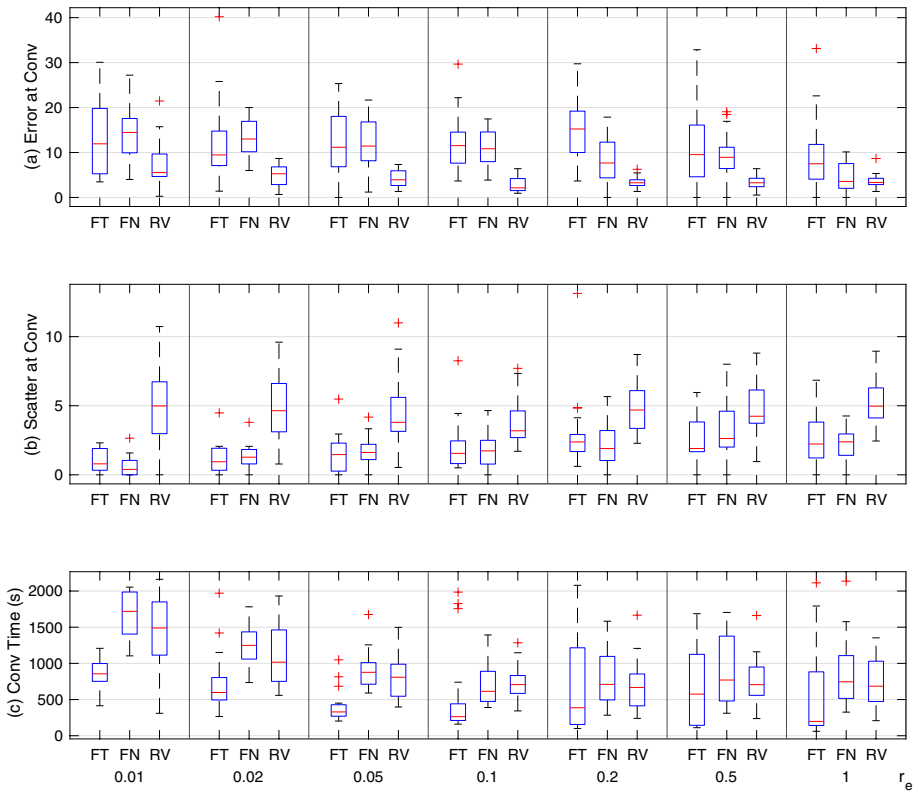 (a) Error at Conv
40
30
20
10
0
FT FN RV FT FN RV FT FN RV FT FN RV FT FN RV FT FN RV FT FN RV
(b) Scatter at Conv
10
5
0
FT FN RV FT FN RV FT FN RV FT FN RV FT FN RV FT FN RV FT FN RV
(c) Conv Time (s)
2000
1500
1000
500
0
FT FN RV FT FN RV FT FN RV FT FN RV FT FN RV FT FN RV FT FN RV
0.01 0.02 0.05 0.1 0.2 0.5 1 r_e